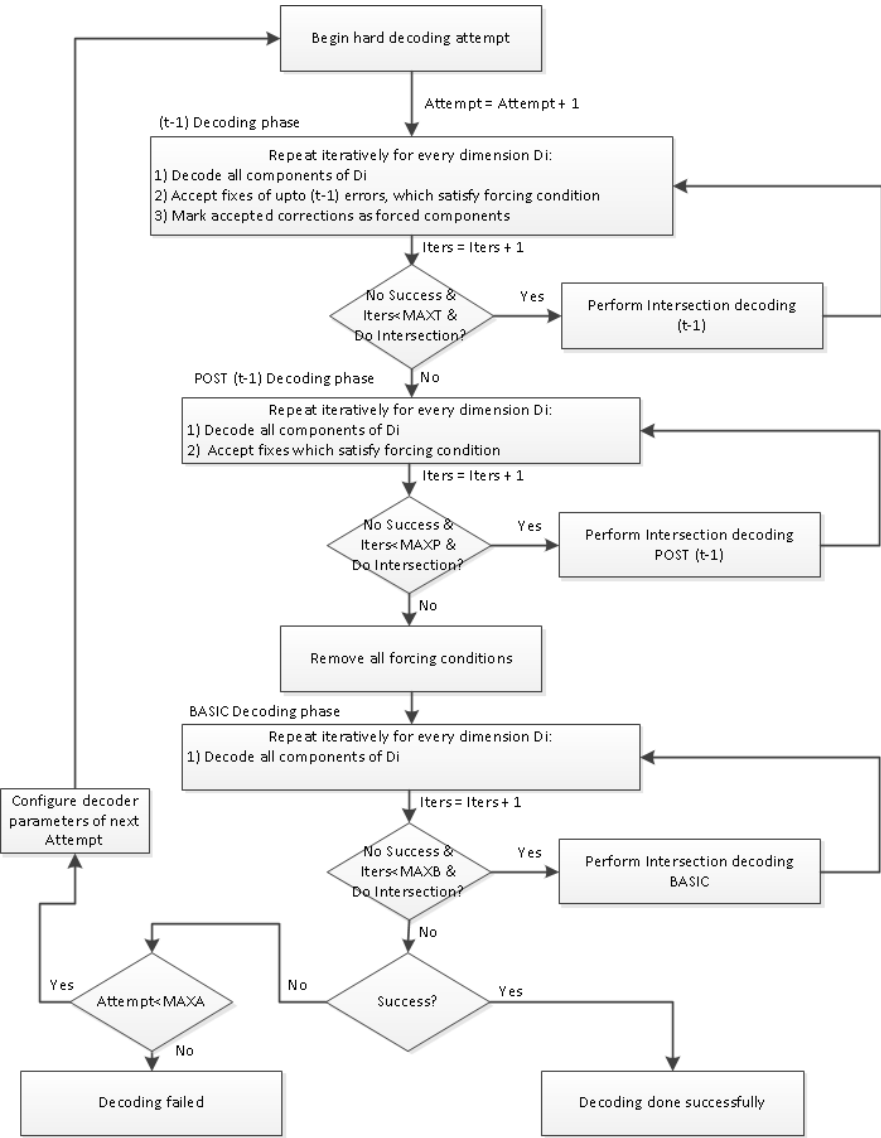 Begin hard decoding attempt
Attempt = Attempt + 1
(t-1) Decoding phase
Repeat iteratively for every dimension Di:
1) Decode all components of Di
2) Accept fixes of upto (t-1) errors, which satisfy forcing condition
3) Mark accepted corrections as forced components
Iters = Iters + 1
No Success &
Iters<MAXT &
Do Intersection?
Yes
Perform Intersection decoding
(t-1)
No
POST (t-1) Decoding phase
Repeat iteratively for every dimension Di:
1) Decode all components of Di
2) Accept fixes which satisfy forcing condition
Iters = Iters + 1
No Success &
Iters<MAXP &
Do Intersection?
Yes
Perform Intersection decoding
POST (t-1)
No
Remove all forcing conditions
BASIC Decoding phase
Repeat iteratively for every dimension Di:
1) Decode all components of Di
Iters = Iters + 1
Configure decoder
parameters of next
Attempt
No Success &
Iters<MAXB &
Do Intersection?
Yes
Perform Intersection decoding
BASIC
No
Yes
Attempt<MAXA
No
Success?
Yes
No
Decoding failed
Decoding done successfully